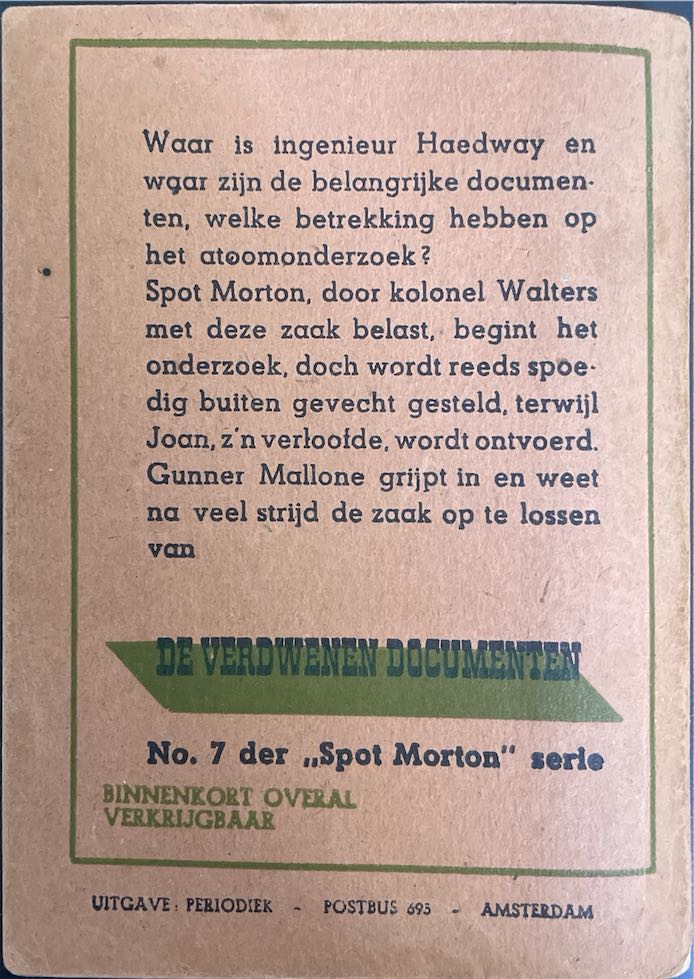 Waar is ingenieur Haedway en
waar zijn de belangrijke documen-
ten, welke betrekking hebben op
het atoomonderzoek?
Spot Morton, door kolonel Walters
met deze zaak belast, begint het
onderzoek, doch wordt reeds spoe-
dig buiten gevecht gesteld, terwijl
Joan, z'n verloofde, wordt ontvoerd.
Gunner Mallone grijpt in en weet
na veel strijd de zaak op te lossen
van
DE VERDWENEN DOCUMENTEN
No. 7 der „Spot Morton" serie
BINNENKORT OVERAL
VERKRIJGBAAR
UITGAVE: PERIODIEK - POSTBUS 695 - AMSTERDAM